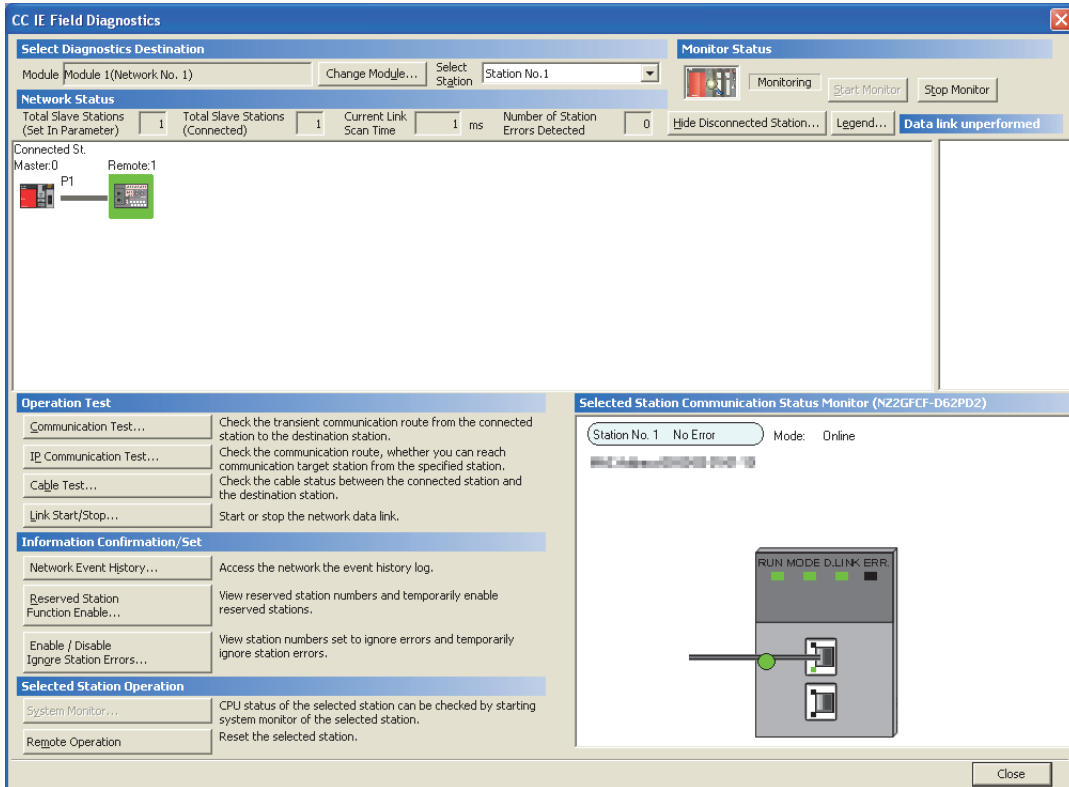 CC IE Field Diagnostics
Select Diagnostics Destination
Monitor Status
Module Module 1(Network No. 1)
Change Module...
Select Station
Station No.1
Monitoring
Start Monitor
Stop Monitor
Network Status
Total Slave Stations (Set In Parameter) 1
Total Slave Stations (Connected) 1
Current Link Scan Time 1 ms
Number of Station Errors Detected 0
Hide Disconnected Station...
Legend...
Data link unperformed
Connected St.
Master:0
Remote:1
P1
Operation Test
Communication Test...
Check the transient communication route from the connected
station to the destination station.
IP Communication Test...
Check the communication route, whether you can reach
communication target station from the specified station.
Cable Test...
Check the cable status between the connected station and
the destination station.
Link Start/Stop...
Start or stop the network data link.
Information Confirmation/Set
Network Event History...
Access the network the event history log.
Reserved Station
Function Enable...
View reserved station numbers and temporarily enable
reserved stations.
Enable / Disable
Ignore Station Errors...
View station numbers set to ignore errors and temporarily
ignore station errors.
Selected Station Operation
System Monitor...
CPU status of the selected station can be checked by starting
system monitor of the selected station.
Remote Operation
Reset the selected station.
Selected Station Communication Status Monitor (NZ2GFCF-D62PD2)
Station No. 1 No Error
Mode: Online
RUN MODE D.LINK ERR.
Close